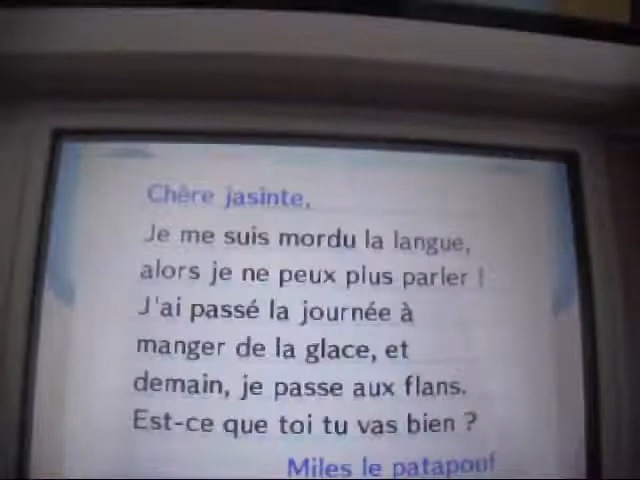 Chère jasinte,
Je me suis mordu la langue,
alors je ne peux plus parler !
J'ai passé la journée à
manger de la glace, et
demain, je passe aux flans.
Est-ce que toi tu vas bien ?
Miles le patapouf